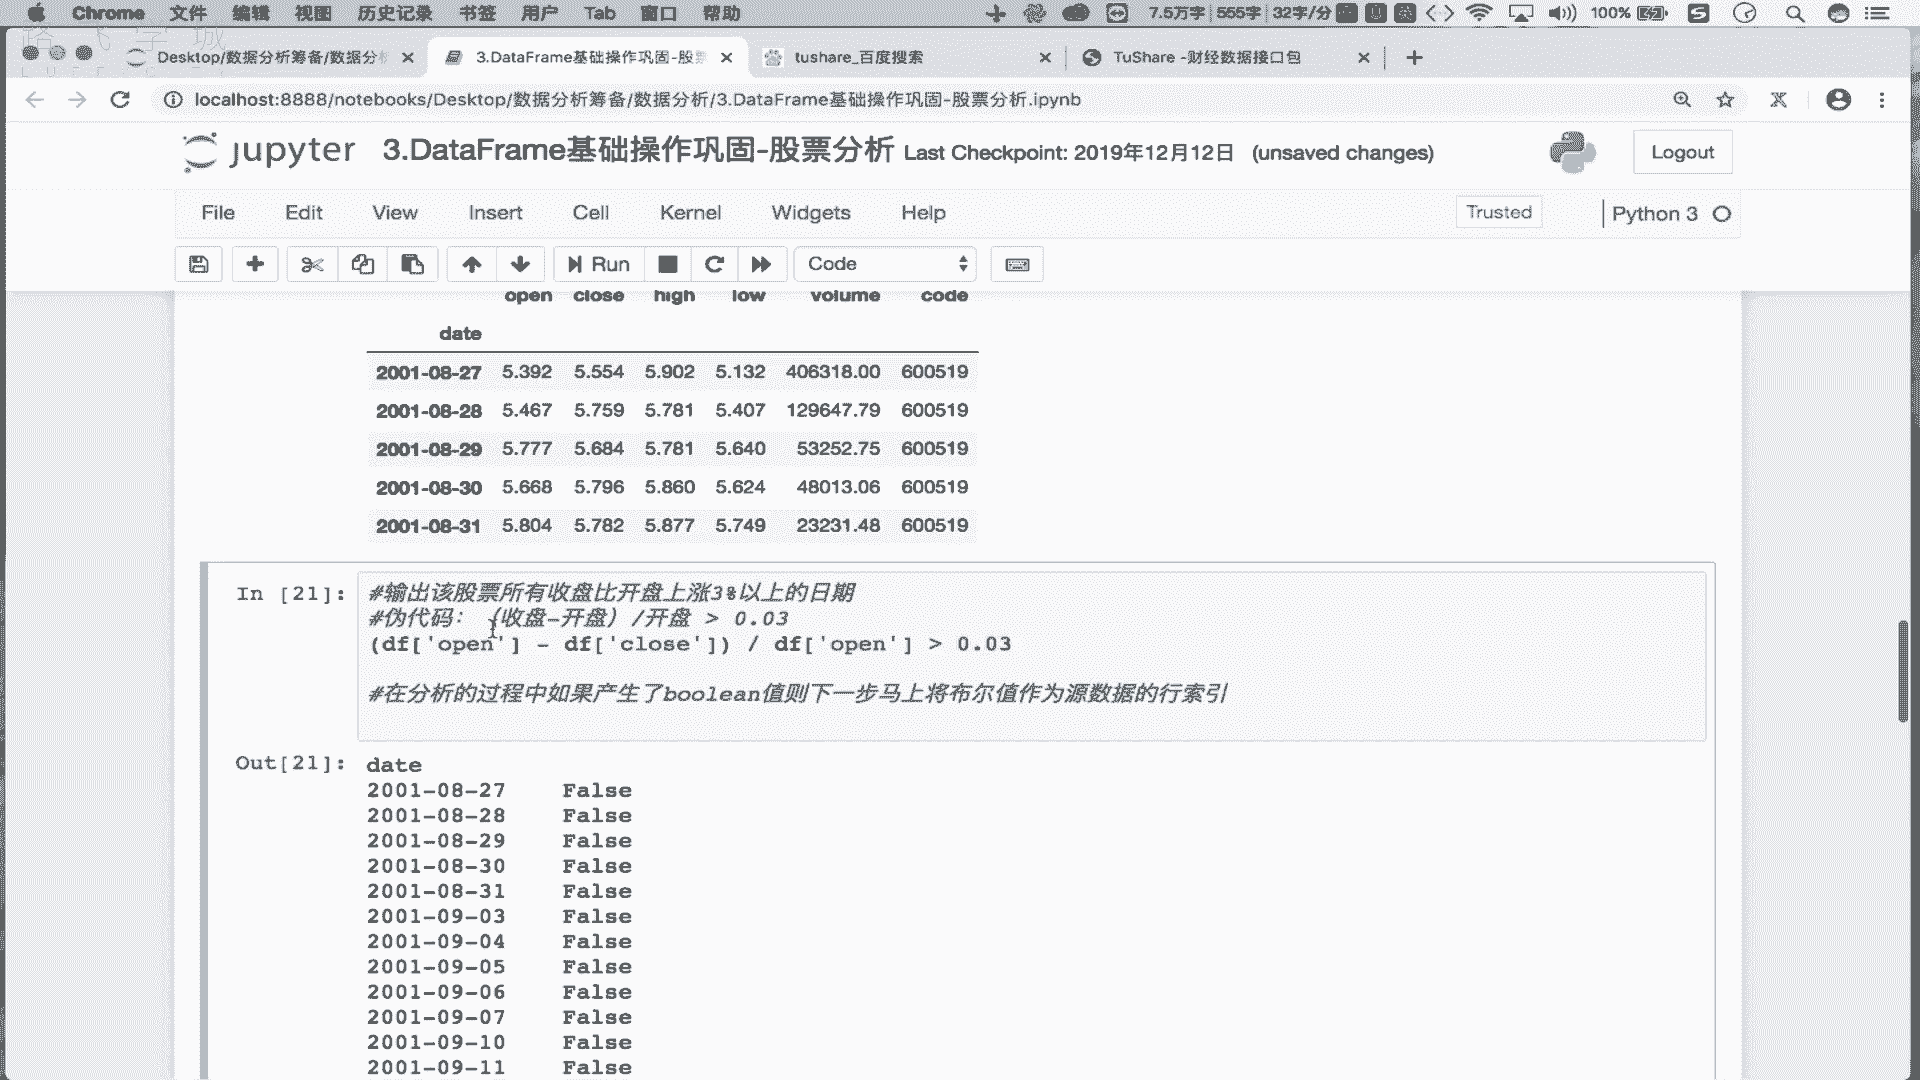 Chrome 文件 编辑 视图 历史记录 书签 用户 Tab 窗口 帮助 7.5万字 555字 32字/分 100%
Desktop/数据分析筹备/数据分析 3.DataFrame基础操作巩固-股票 tushare_百度搜索 TuShare -财经数据接口包
localhost:8888/notebooks/Desktop/数据分析筹备/数据分析/3.DataFrame基础操作巩固-股票分析.ipynb
jupyter 3.DataFrame基础操作巩固-股票分析 Last Checkpoint: 2019年12月12日 (unsaved changes) Logout
File Edit View Insert Cell Kernel Widgets Help Trusted Python 3
Run Code
open close high low volume code
date
2001-08-27 5.392 5.554 5.902 5.132 406318.00 600519
2001-08-28 5.467 5.759 5.781 5.407 129647.79 600519
2001-08-29 5.777 5.684 5.781 5.640 53252.75 600519
2001-08-30 5.668 5.796 5.860 5.624 48013.06 600519
2001-08-31 5.804 5.782 5.877 5.749 23231.48 600519
In [21]: #输出该股票所有收盘比开盘上涨3%以上的日期
#伪代码：（收盘-开盘）/开盘 > 0.03
(df['open'] - df['close']) / df['open'] > 0.03
#在分析的过程中如果产生了boolean值则下一步马上将布尔值作为源数据的行索引
Out[21]: date
2001-08-27 False
2001-08-28 False
2001-08-29 False
2001-08-30 False
2001-08-31 False
2001-09-03 False
2001-09-04 False
2001-09-05 False
2001-09-06 False
2001-09-07 False
2001-09-10 False
2001-09-11 False